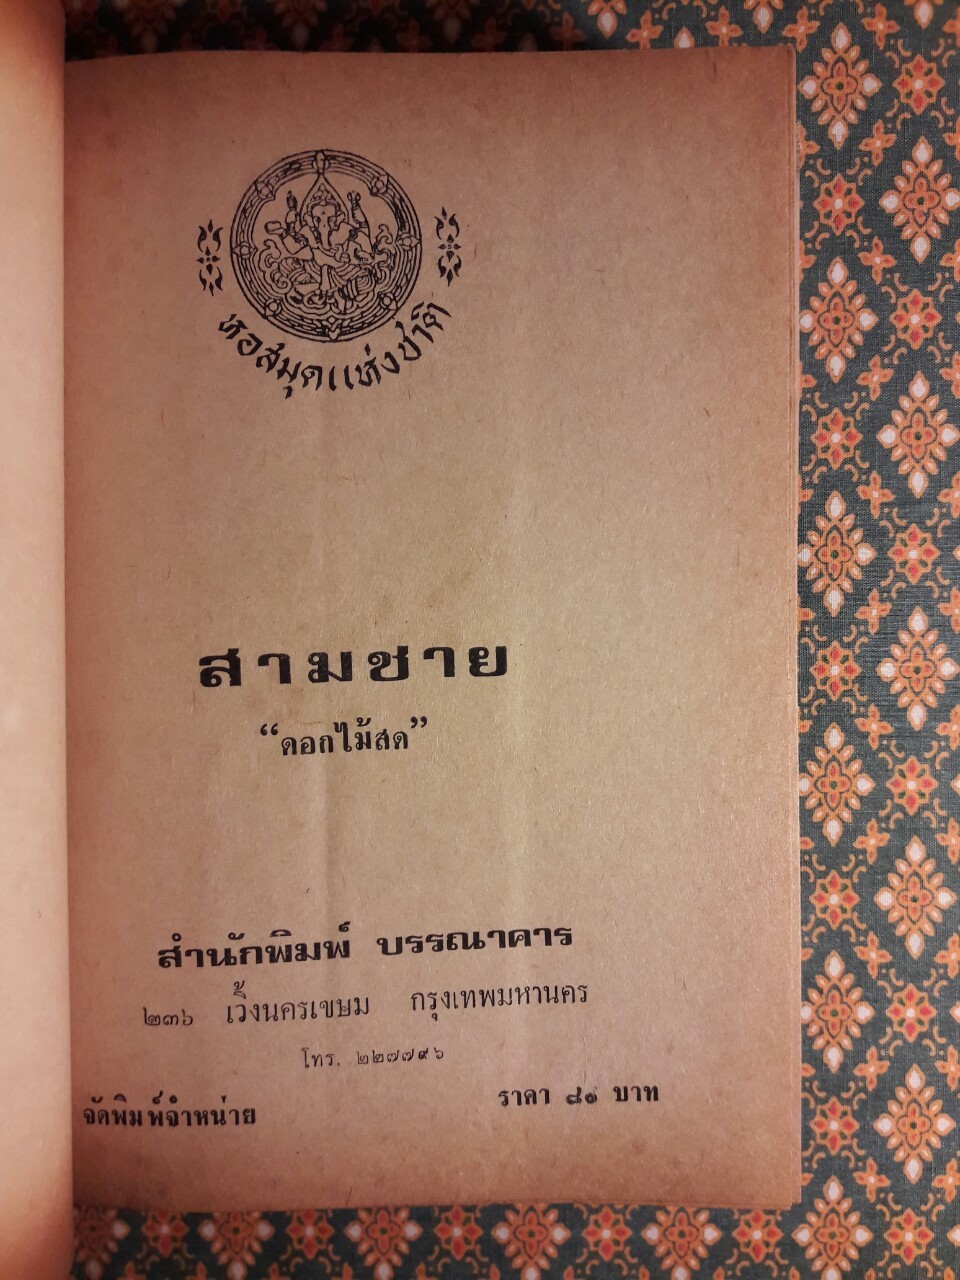 หอสมุดแห่งชาติ
สามชาย
“ดอกไม้สด”
สำนักพิมพ์ บรรณาคาร
๒๓๖ เวิ้งนครเขษม กรุงเทพมหานคร
โทร. ๒๒๗๗๙๖
จัดพิมพ์จำหน่าย ราคา ๘๑ บาท